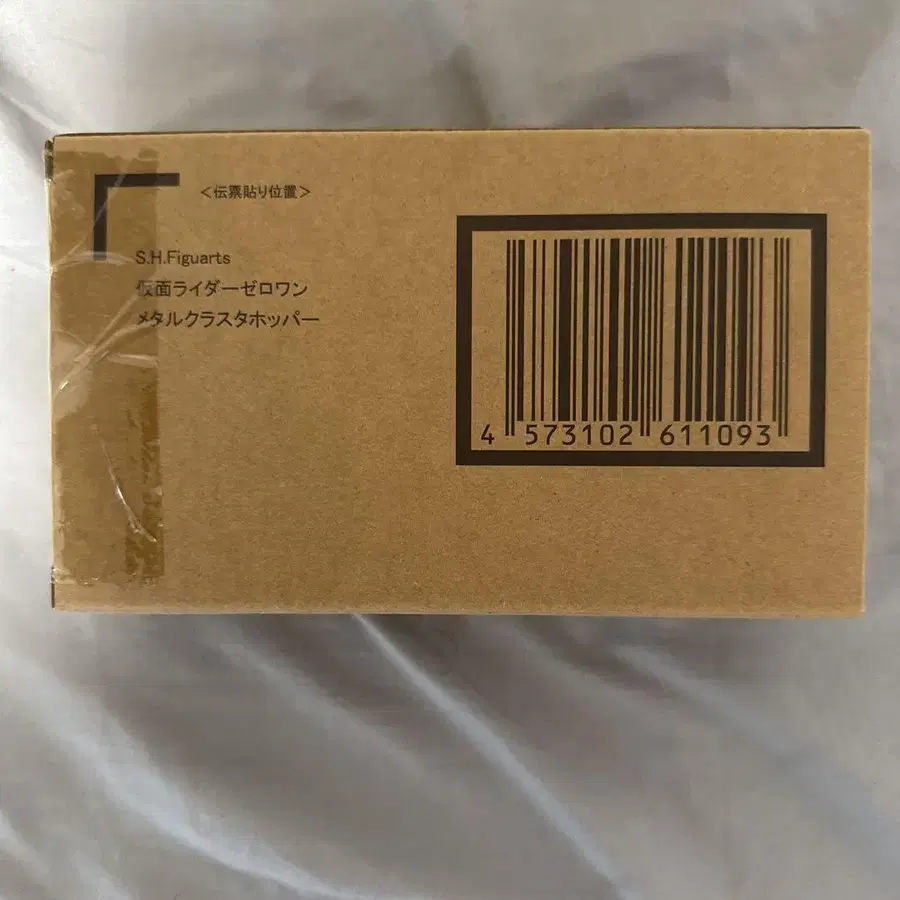 ＜伝票貼り位置＞
S.H.Figuarts
仮面ライダーゼロワン
メタルクラスタホッパー
4 573102 611093